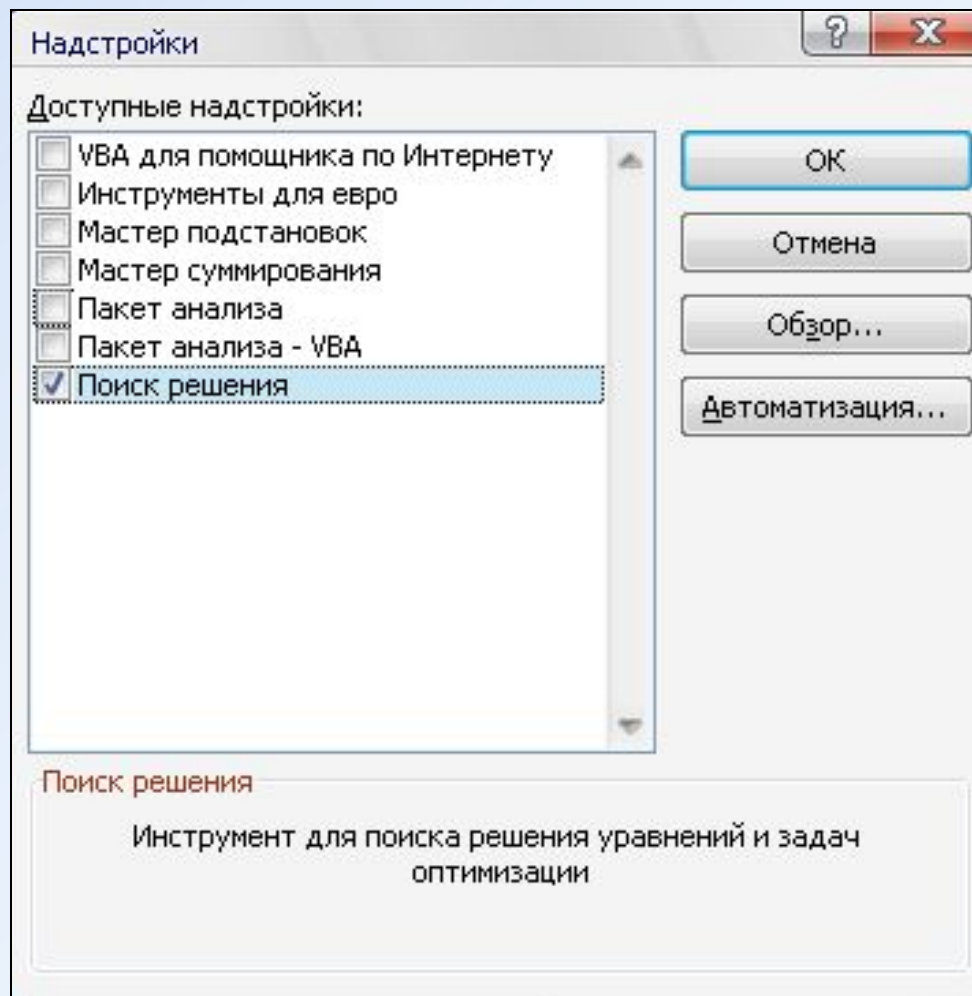 Надстройки
Доступные надстройки:
VBA для помощника по Интернету
Инструменты для евро
Мастер подстановок
Мастер суммирования
Пакет анализа
Пакет анализа - VBA
Поиск решения
ОК
Отмена
Обзор...
Автоматизация...
Поиск решения
Инструмент для поиска решения уравнений и задач
оптимизации